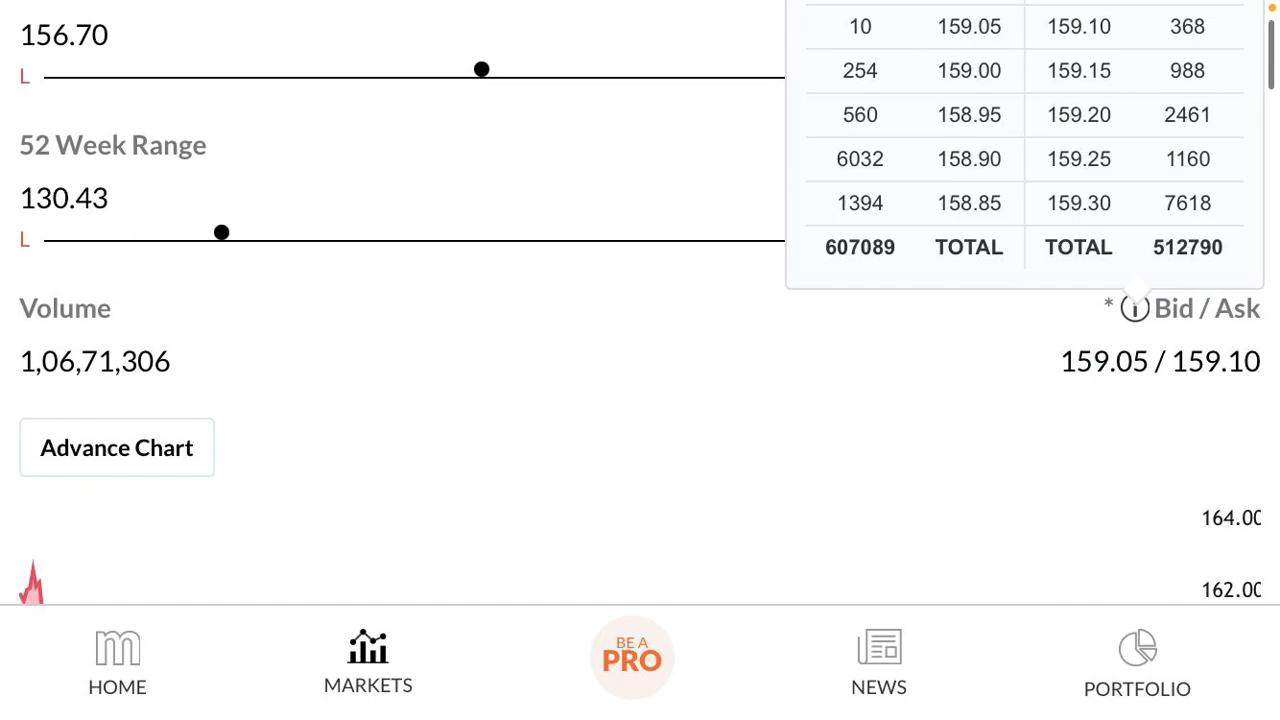 156.70
L
10 159.05 159.10 368
254 159.00 159.15 988
560 158.95 159.20 2461
6032 158.90 159.25 1160
1394 158.85 159.30 7618
607089 TOTAL TOTAL 512790
52 Week Range
130.43
L
Volume
1,06,71,306
* i Bid / Ask
159.05 / 159.10
Advance Chart
164.00
162.00
m
HOME
MARKETS
BE A
PRO
NEWS
PORTFOLIO